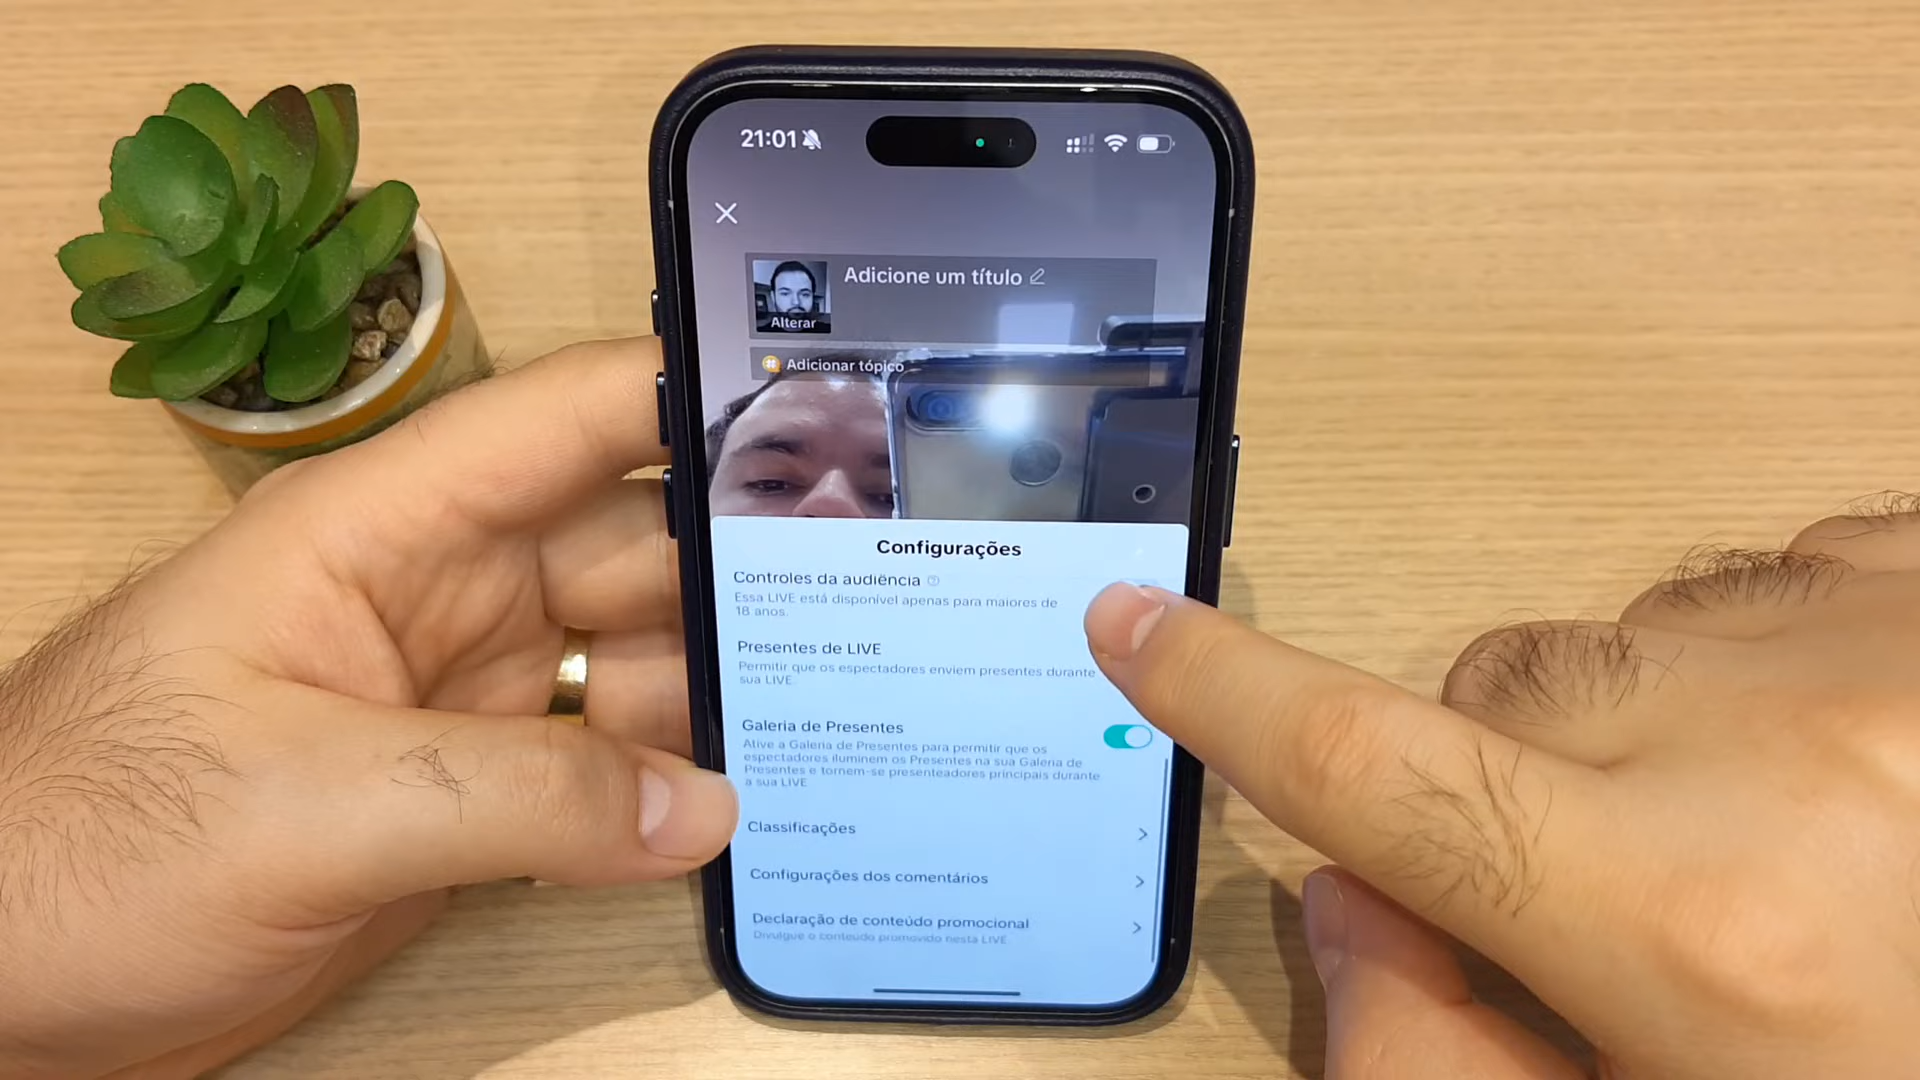 21:01
Adicione um título
Alterar
# Adicionar tópico
Configurações
Controles da audiência
Essa LIVE está disponível apenas para maiores de
18 anos.
Presentes de LIVE
Permitir que os espectadores enviem presentes durante
sua LIVE.
Galeria de Presentes
Ative a Galeria de Presentes para permitir que os
espectadores iluminem os Presentes na sua Galeria de
Presentes e tornem-se presenteadores principais durante
a sua LIVE
Classificações
Configurações dos comentários
Declaração de conteúdo promocional
Divulgue o conteúdo promovido nesta LIVE.